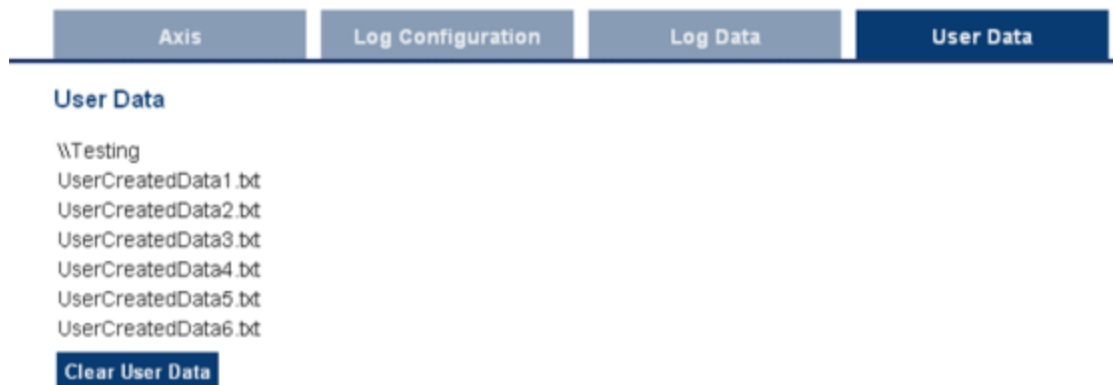 Axis Log Configuration Log Data User Data
User Data
\\Testing
UserCreatedData1.txt
UserCreatedData2.txt
UserCreatedData3.txt
UserCreatedData4.txt
UserCreatedData5.txt
UserCreatedData6.txt
Clear User Data